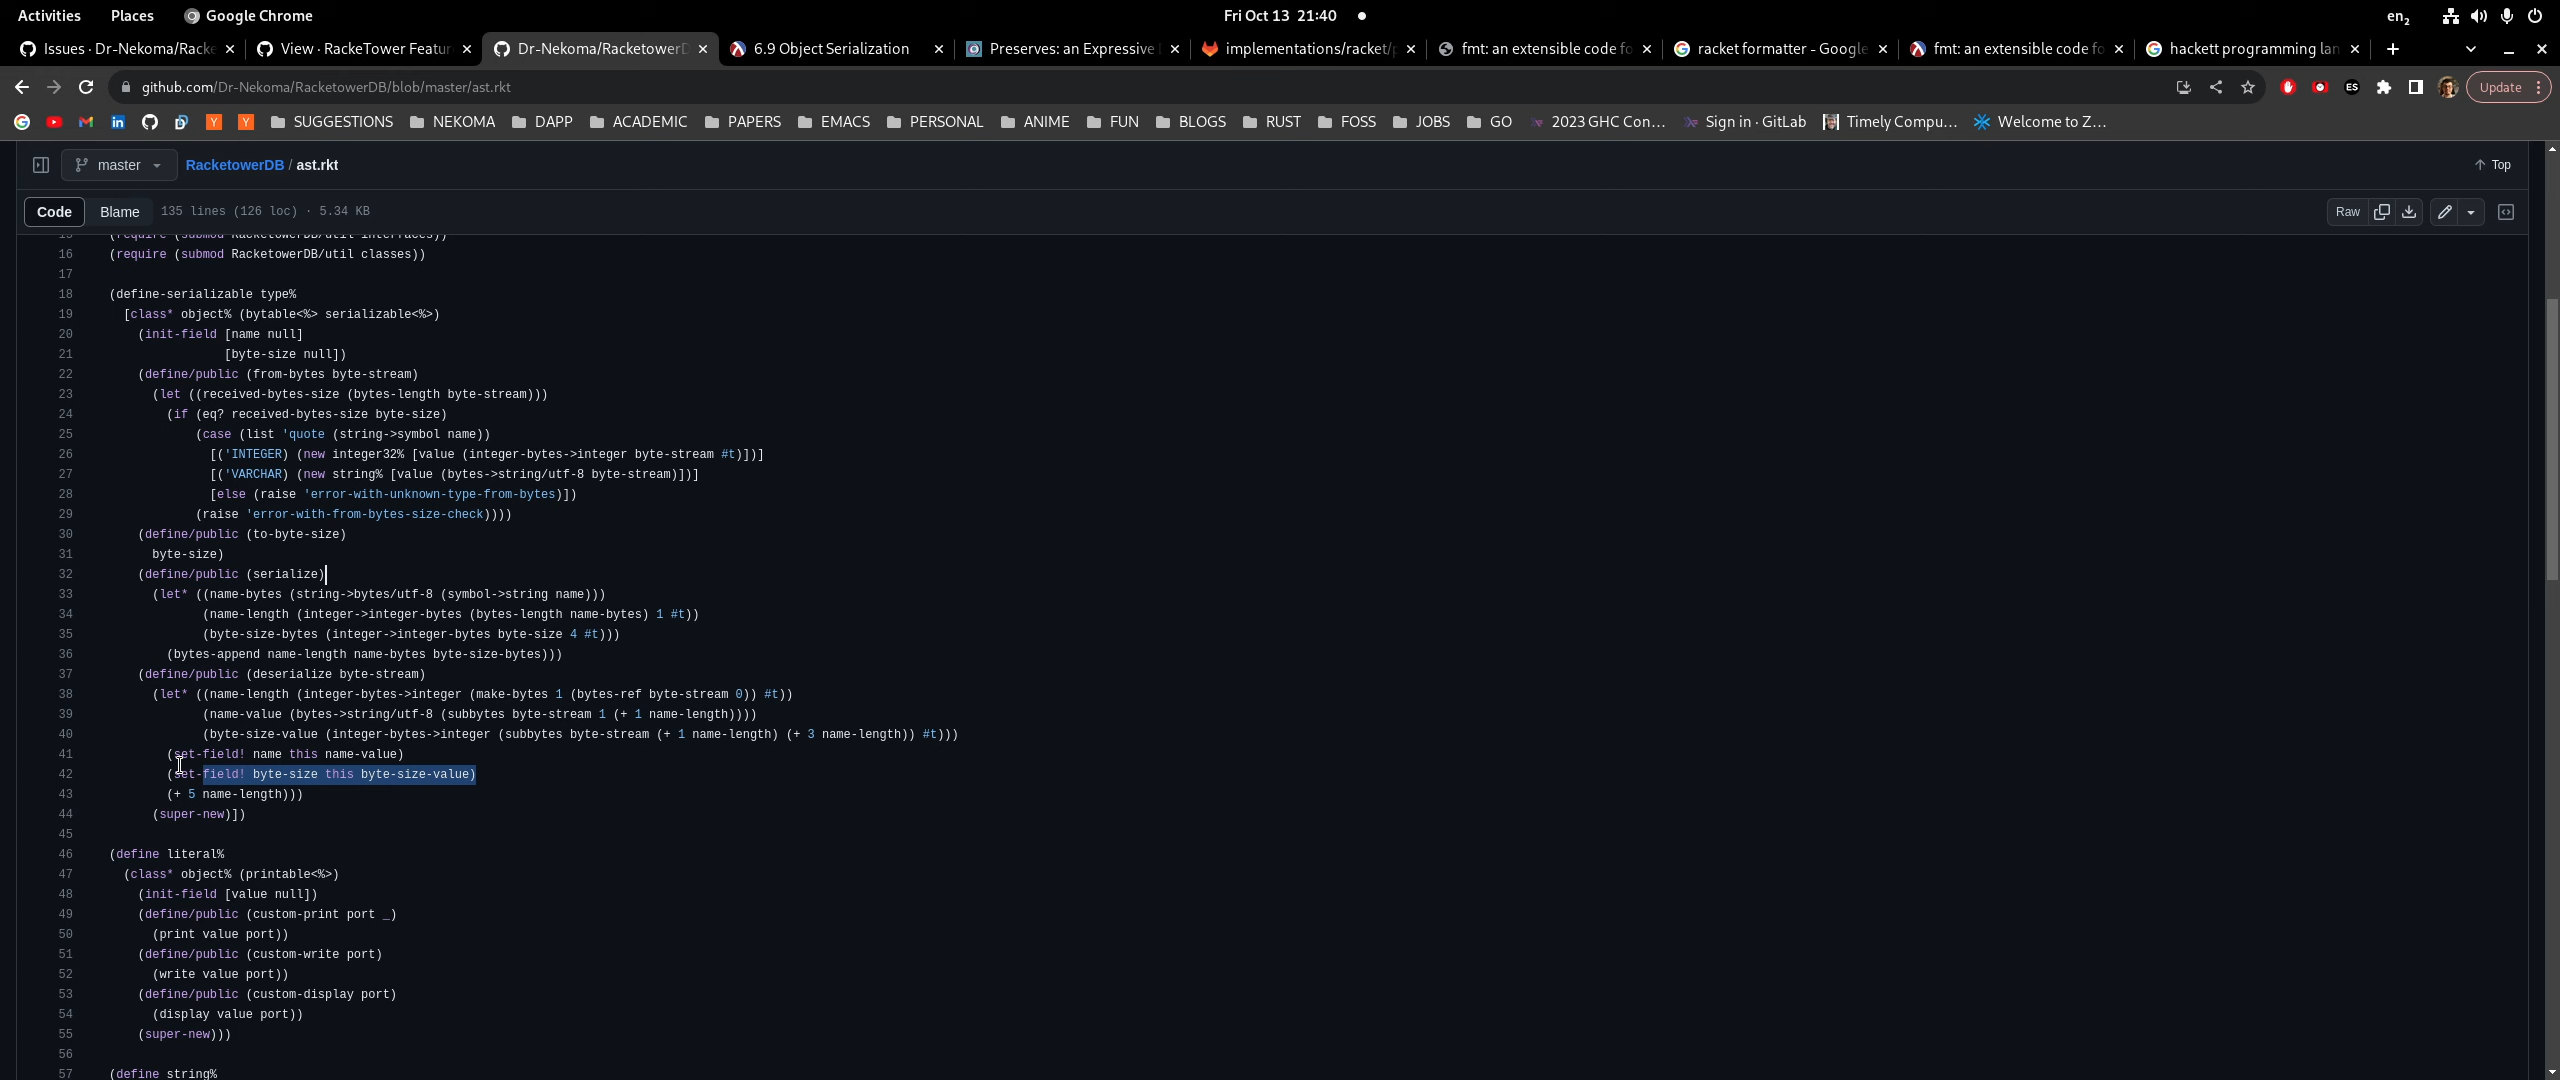 Activities Places Google Chrome Fri Oct 13 21:40 en2
Issues · Dr-Nekoma/Racke View · RackeTower Featur Dr-Nekoma/RacketowerD 6.9 Object Serialization Preserves: an Expressive implementations/racket/ fmt: an extensible code fo racket formatter - Google fmt: an extensible code fo hackett programming lan
github.com/Dr-Nekoma/RacketowerDB/blob/master/ast.rkt Update
SUGGESTIONS NEKOMA DAPP ACADEMIC PAPERS EMACS PERSONAL ANIME FUN BLOGS RUST FOSS JOBS GO 2023 GHC Con... Sign in · GitLab Timely Compu... Welcome to Z...
master RacketowerDB / ast.rkt Top
Code Blame 135 lines (126 loc) · 5.34 KB Raw
15 (require (submod RacketowerDB/util interfaces))
16 (require (submod RacketowerDB/util classes))
17
18 (define-serializable type%
19 [class* object% (bytable<%> serializable<%>)
20 (init-field [name null]
21 [byte-size null])
22 (define/public (from-bytes byte-stream)
23 (let ((received-bytes-size (bytes-length byte-stream)))
24 (if (eq? received-bytes-size byte-size)
25 (case (list 'quote (string->symbol name))
26 [('INTEGER) (new integer32% [value (integer-bytes->integer byte-stream #t)])]
27 [('VARCHAR) (new string% [value (bytes->string/utf-8 byte-stream)])]
28 [else (raise 'error-with-unknown-type-from-bytes)])
29 (raise 'error-with-from-bytes-size-check))))
30 (define/public (to-byte-size)
31 byte-size)
32 (define/public (serialize)
33 (let* ((name-bytes (string->bytes/utf-8 (symbol->string name)))
34 (name-length (integer->integer-bytes (bytes-length name-bytes) 1 #t))
35 (byte-size-bytes (integer->integer-bytes byte-size 4 #t)))
36 (bytes-append name-length name-bytes byte-size-bytes)))
37 (define/public (deserialize byte-stream)
38 (let* ((name-length (integer-bytes->integer (make-bytes 1 (bytes-ref byte-stream 0)) #t))
39 (name-value (bytes->string/utf-8 (subbytes byte-stream 1 (+ 1 name-length))))
40 (byte-size-value (integer-bytes->integer (subbytes byte-stream (+ 1 name-length) (+ 3 name-length)) #t)))
41 (set-field! name this name-value)
42 (set-field! byte-size this byte-size-value)
43 (+ 5 name-length)))
44 (super-new)])
45
46 (define literal%
47 (class* object% (printable<%>)
48 (init-field [value null])
49 (define/public (custom-print port _)
50 (print value port))
51 (define/public (custom-write port)
52 (write value port))
53 (define/public (custom-display port)
54 (display value port))
55 (super-new)))
56
57 (define string%